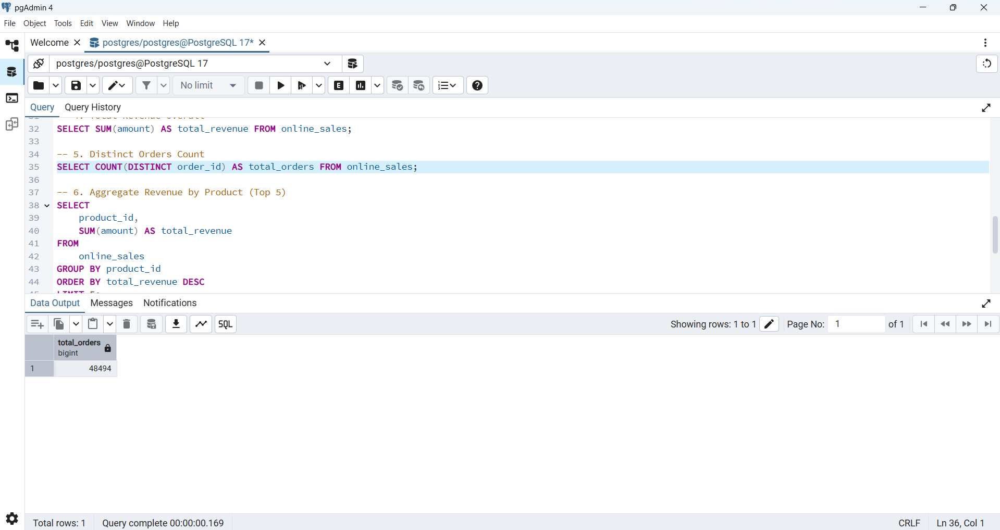 pgAdmin 4
File Object Tools Edit View Window Help
Welcome postgres/postgres@PostgreSQL 17*
postgres/postgres@PostgreSQL 17
No limit
Query Query History
32 SELECT SUM(amount) AS total_revenue FROM online_sales;
33
34 -- 5. Distinct Orders Count
35 SELECT COUNT(DISTINCT order_id) AS total_orders FROM online_sales;
36
37 -- 6. Aggregate Revenue by Product (Top 5)
38 SELECT
39 product_id,
40 SUM(amount) AS total_revenue
41 FROM
42 online_sales
43 GROUP BY product_id
44 ORDER BY total_revenue DESC
Data Output Messages Notifications
SQL Showing rows: 1 to 1 Page No: 1 of 1
total_orders
bigint
1 48494
Total rows: 1 Query complete 00:00:00.169 CRLF Ln 36, Col 1